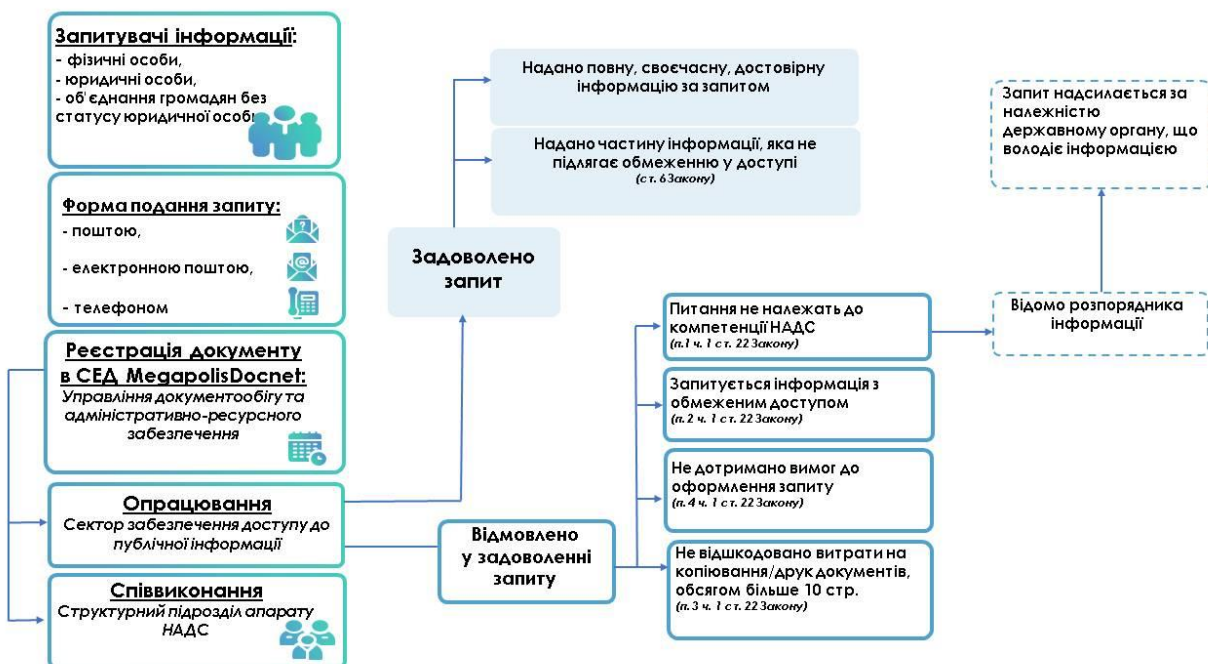 Запитувачі інформації:
- фізичні особи,
- юридичні особи,
- об'єднання громадян без
статусу юридичної особи
Форма подання запиту:
- поштою,
- електронною поштою,
- телефоном
Реєстрація документу
в СЕД MegapolisDocnet:
Управління документообігу та
адміністративно-ресурсного
забезпечення
Опрацювання
Сектор забезпечення доступу до
публічної інформації
Співвиконання
Структурний підрозділ апарату
НАДС
Надано повну, своєчасну, достовірну
інформацію за запитом
Надано частину інформації, яка не
підлягає обмеженню у доступі
(ст. 6 Закону)
Задоволено
запит
Відмовлено
у задоволенні
запиту
Питання не належать до
компетенції НАДС
(п.1 ч. 1 ст. 22 Закону)
Запитується інформація з
обмеженим доступом
(п. 2 ч. 1 ст. 22 Закону)
Не дотримано вимог до
оформлення запиту
(п. 4 ч. 1 ст. 22 Закону)
Не відшкодовано витрати на
копіювання/друк документів,
обсягом більше 10 стр.
(п. 3 ч. 1 ст. 22 Закону)
Запит надсилається за
належністю
державному органу, що
володіє інформацією
Відомо розпорядника
інформації